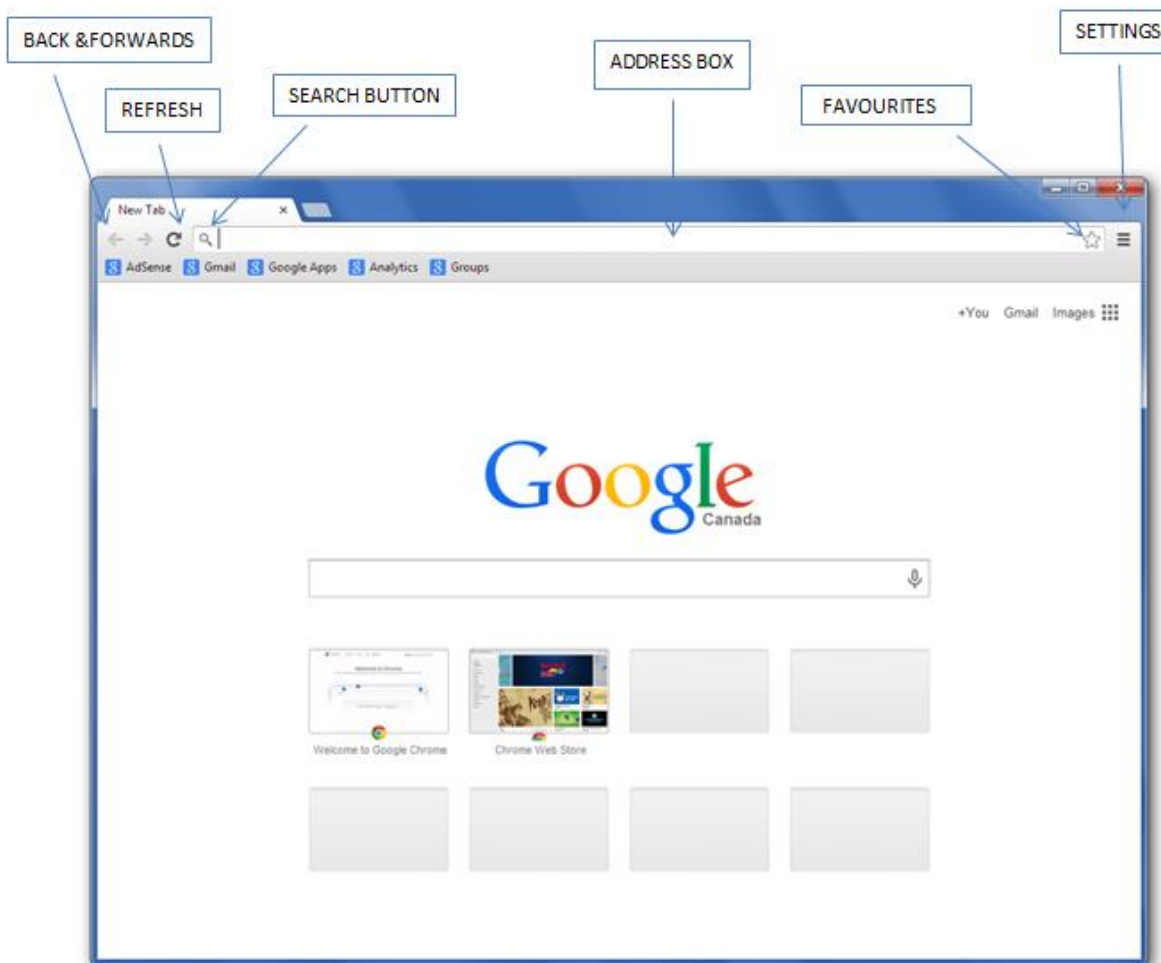 BACK &FORWARDS
REFRESH
SEARCH BUTTON
ADDRESS BOX
FAVOURITES
SETTINGS
New Tab
AdSense Gmail Google Apps Analytics Groups
+You Gmail Images
Google
Canada
Welcome to Google Chrome
Chrome Web Store